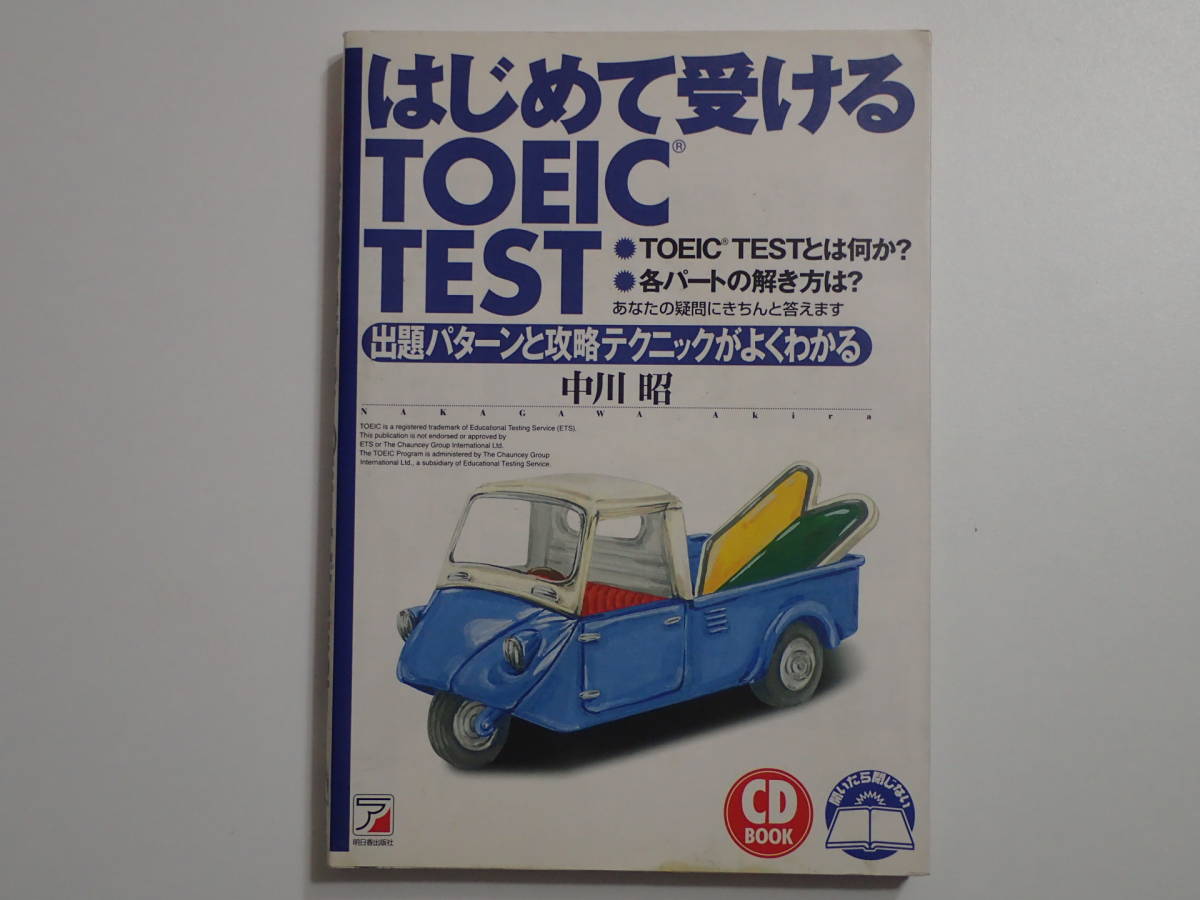 はじめて受ける
TOEIC®
TEST
TOEIC® TESTとは何か?
各パートの解き方は?
あなたの疑問にきちんと答えます
出題パターンと攻略テクニックがよくわかる
中川 昭
NAKAGAWA Akira
TOEIC is a registered trademark of Educational Testing Service (ETS).
This publication is not endorsed or approved by
ETS or The Chauncey Group International Ltd.
The TOEIC Program is administered by The Chauncey Group
International Ltd., a subsidiary of Educational Testing Service.
CD
BOOK
開いたら閉じない
明日香出版社